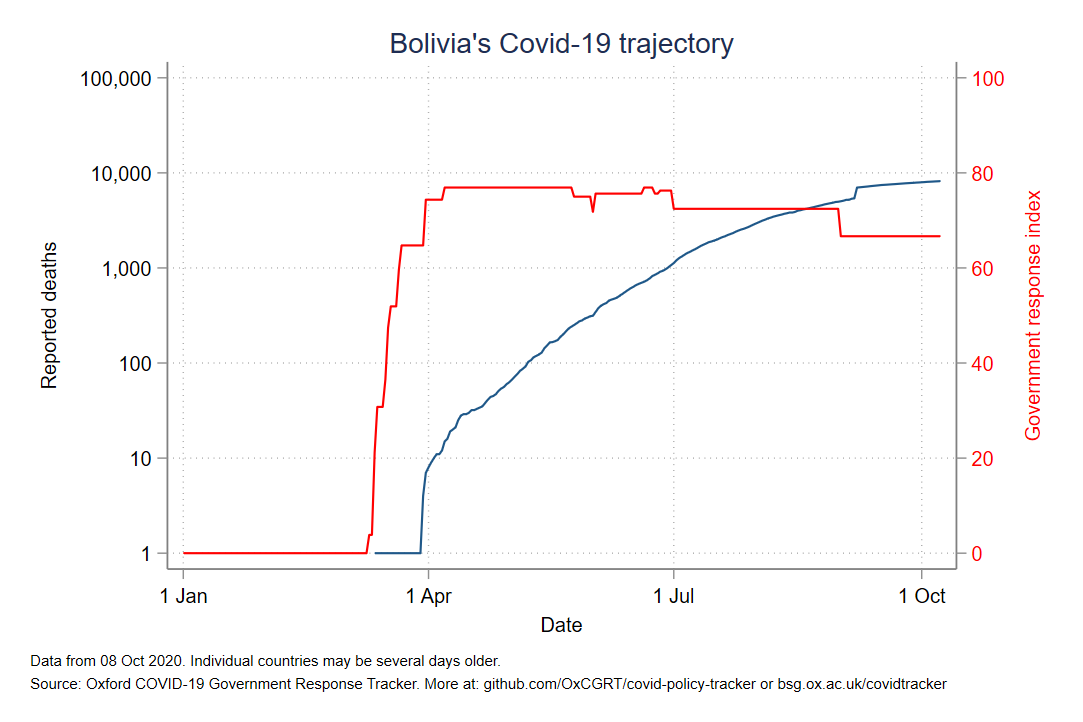 Bolivia's Covid-19 trajectory
100,000
10,000
1,000
100
10
1
Reported deaths
100
80
60
40
20
0
Government response index
1 Jan
1 Apr
1 Jul
1 Oct
Date
Data from 08 Oct 2020. Individual countries may be several days older.
Source: Oxford COVID-19 Government Response Tracker. More at: github.com/OxCGRT/covid-policy-tracker or bsg.ox.ac.uk/covidtracker